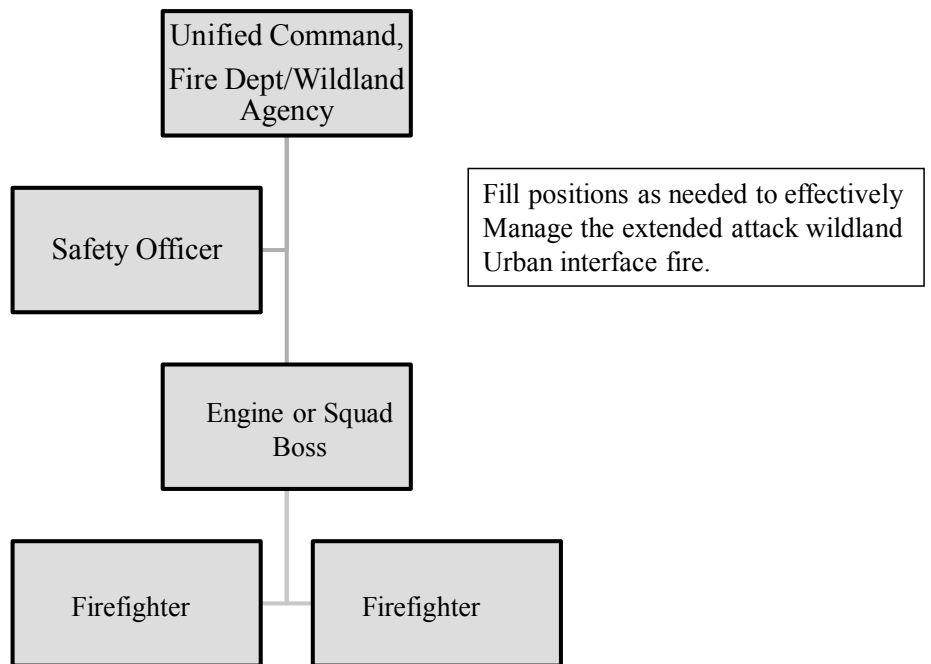 Unified Command,
Fire Dept/Wildland
Agency
Safety Officer
Fill positions as needed to effectively
Manage the extended attack wildland
Urban interface fire.
Engine or Squad
Boss
Firefighter
Firefighter